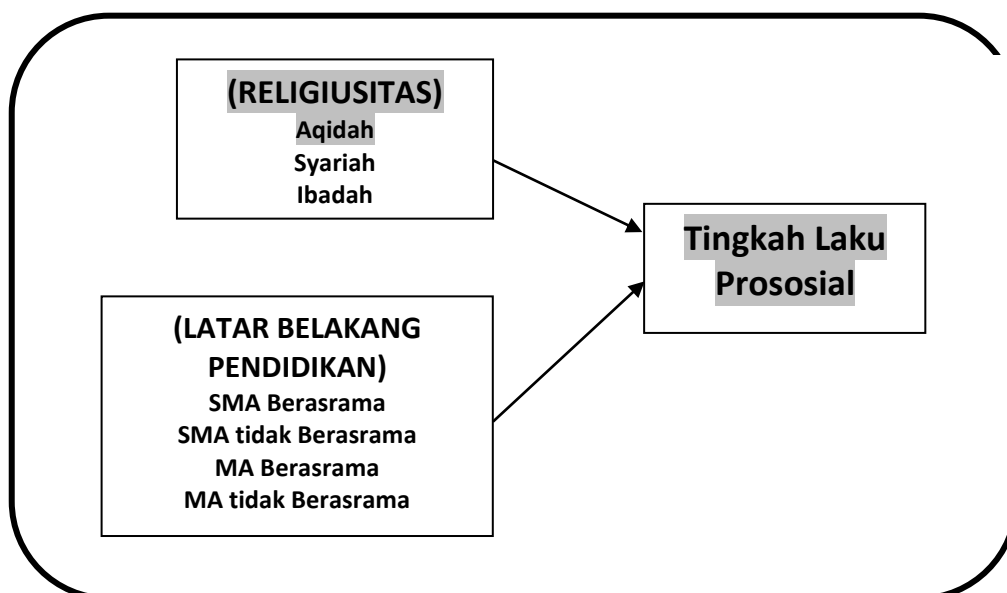 (RELIGIUSITAS)
Aqidah
Syariah
Ibadah
Tingkah Laku
Prososial
(LATAR BELAKANG
PENDIDIKAN)
SMA Berasrama
SMA tidak Berasrama
MA Berasrama
MA tidak Berasrama